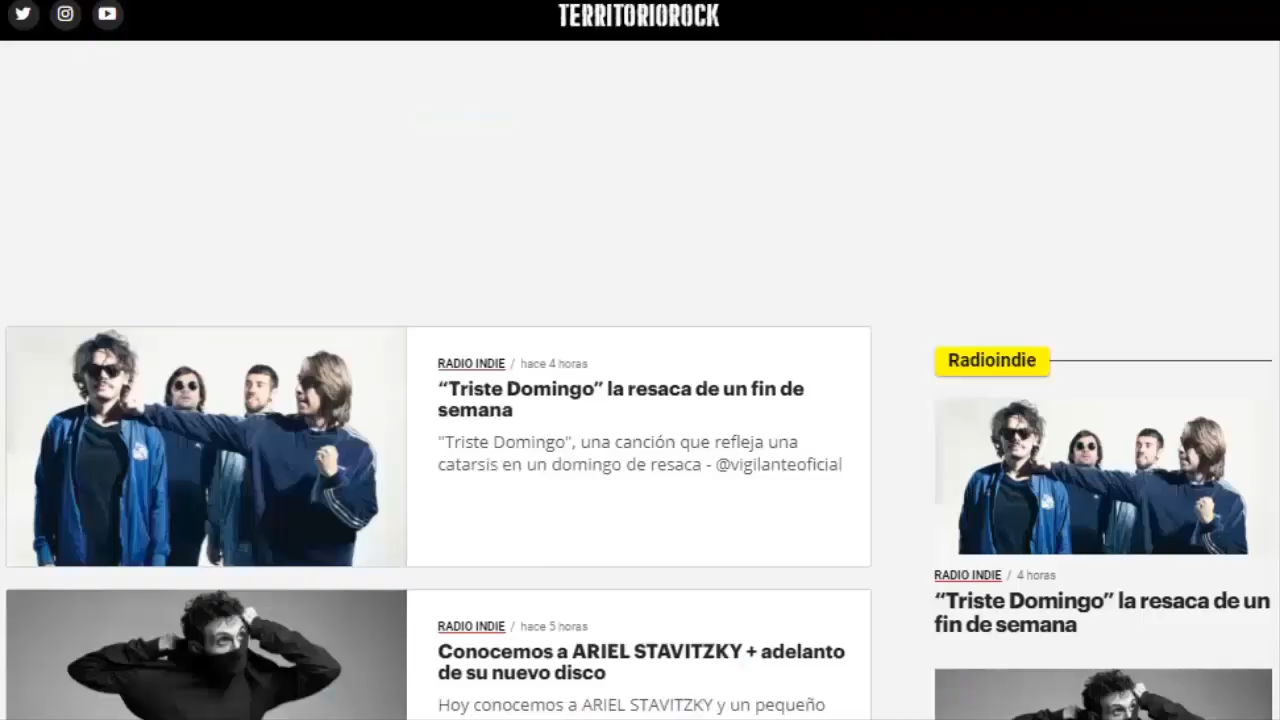 TERRITORIOROCK
RADIO INDIE / hace 4 horas
“Triste Domingo” la resaca de un fin de
semana
"Triste Domingo", una canción que refleja una
catarsis en un domingo de resaca - @vigilanteoficial
RADIO INDIE / hace 5 horas
Conocemos a ARIEL STAVITZKY + adelanto
de su nuevo disco
Hoy conocemos a ARIEL STAVITZKY y un pequeño
Radioindie
RADIO INDIE / 4 horas
“Triste Domingo” la resaca de un
fin de semana